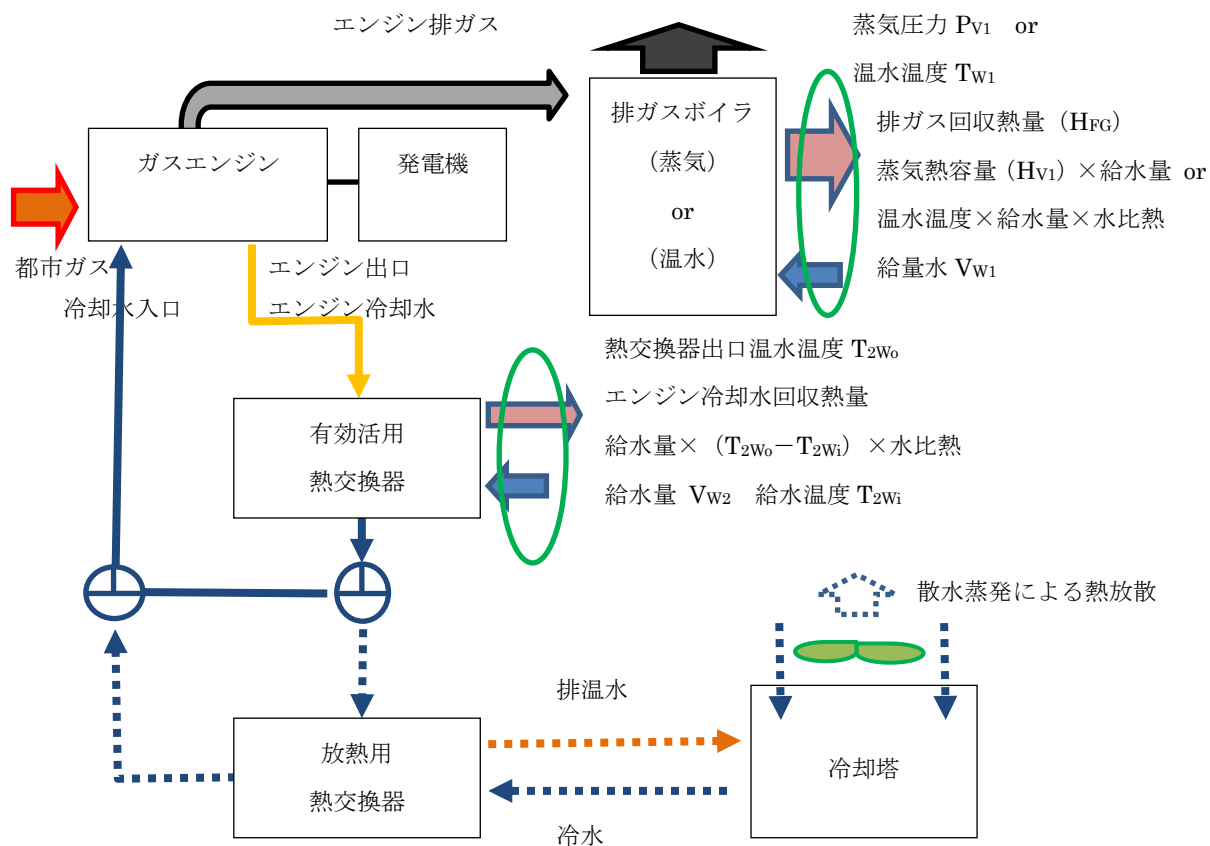 エンジン排ガス
蒸気圧力 PV1 or
温水温度 TW1
排ガスボイラ
(蒸気)
or
(温水)
排ガス回収熱量（HFG）
蒸気熱容量（HV1）×給水量 or
温水温度×給水量×水比熱
給量水 VW1
ガスエンジン
発電機
都市ガス
冷却水入口
エンジン出口
エンジン冷却水
熱交換器出口温水温度 T2Wo
エンジン冷却水回収熱量
給水量×（T2Wo－T2Wi）×水比熱
給水量 VW2 給水温度 T2Wi
有効活用
熱交換器
散水蒸発による熱放散
排温水
放熱用
熱交換器
冷却塔
冷水